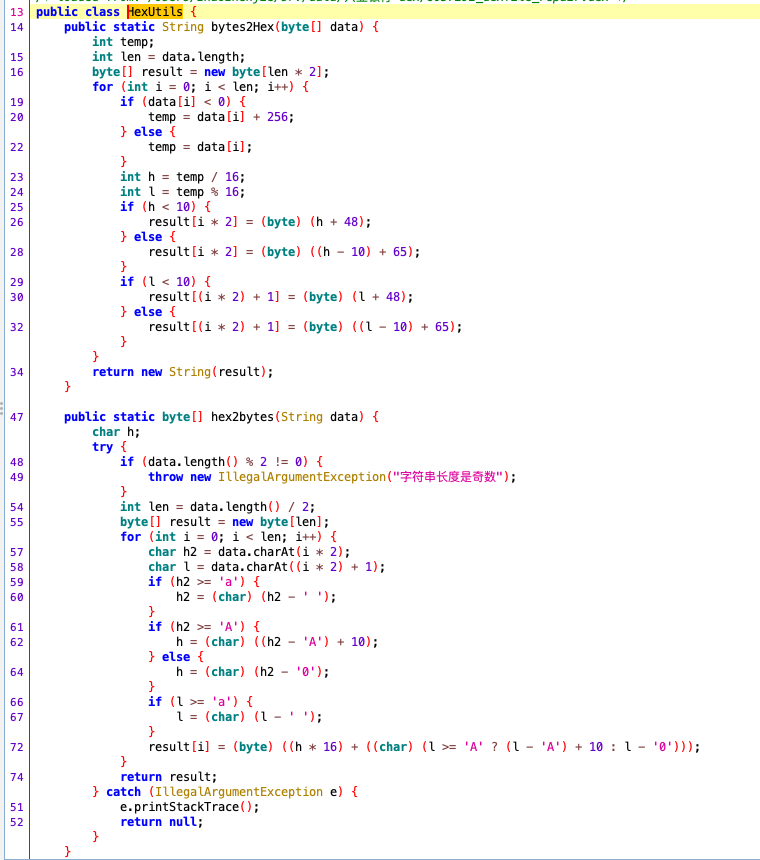 13 public class HexUtils {
14 public static String bytes2Hex(byte[] data) {
int temp;
15 int len = data.length;
16 byte[] result = new byte[len * 2];
for (int i = 0; i < len; i++) {
19 if (data[i] < 0) {
20 temp = data[i] + 256;
} else {
22 temp = data[i];
}
23 int h = temp / 16;
24 int l = temp % 16;
25 if (h < 10) {
26 result[i * 2] = (byte) (h + 48);
} else {
28 result[i * 2] = (byte) ((h - 10) + 65);
}
29 if (l < 10) {
30 result[(i * 2) + 1] = (byte) (l + 48);
} else {
32 result[(i * 2) + 1] = (byte) ((l - 10) + 65);
}
}
34 return new String(result);
}
47 public static byte[] hex2bytes(String data) {
char h;
try {
48 if (data.length() % 2 != 0) {
49 throw new IllegalArgumentException("字符串长度是奇数");
}
54 int len = data.length() / 2;
55 byte[] result = new byte[len];
for (int i = 0; i < len; i++) {
57 char h2 = data.charAt(i * 2);
58 char l = data.charAt((i * 2) + 1);
59 if (h2 >= 'a') {
60 h2 = (char) (h2 - ' ');
}
61 if (h2 >= 'A') {
62 h = (char) ((h2 - 'A') + 10);
} else {
64 h = (char) (h2 - '0');
}
66 if (l >= 'a') {
67 l = (char) (l - ' ');
}
72 result[i] = (byte) ((h * 16) + ((char) (l >= 'A' ? (l - 'A') + 10 : l - '0')));
}
74 return result;
} catch (IllegalArgumentException e) {
51 e.printStackTrace();
52 return null;
}
}